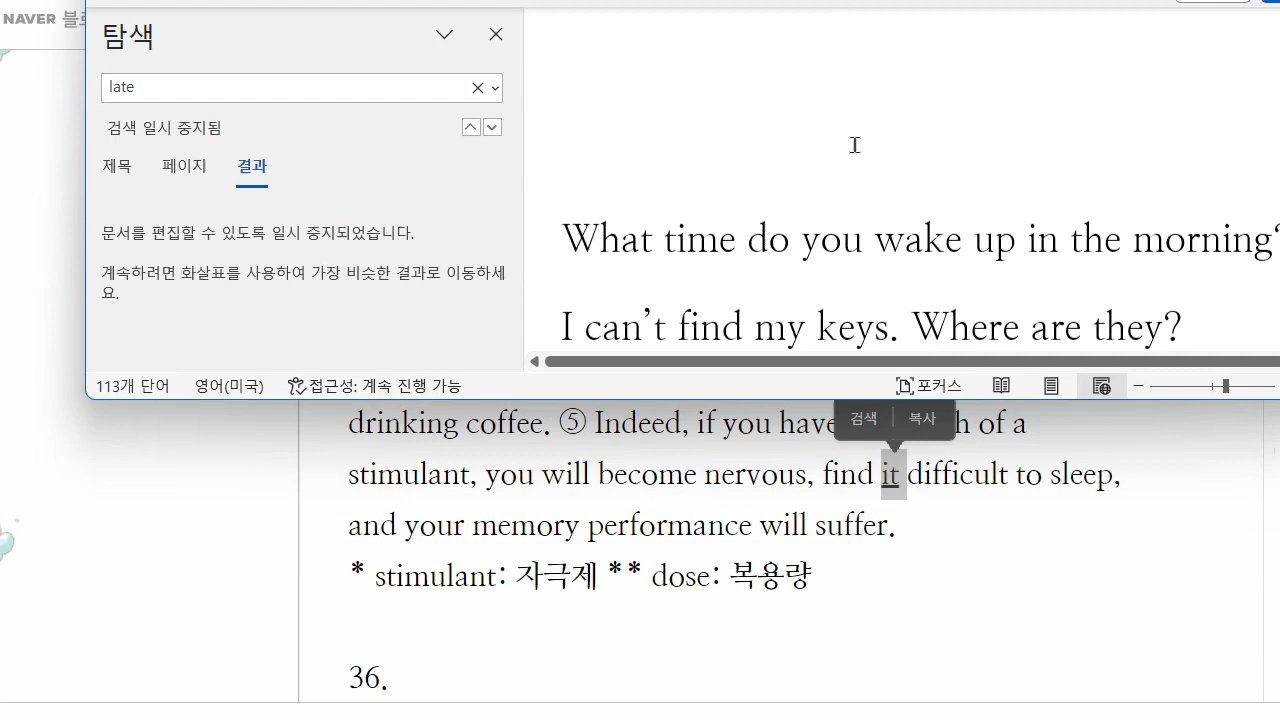 NAVER 블로
탐색
late
검색 일시 중지됨
제목 페이지 결과
문서를 편집할 수 있도록 일시 중지되었습니다.
계속하려면 화살표를 사용하여 가장 비슷한 결과로 이동하세
요.
What time do you wake up in the morning?
I can't find my keys. Where are they?
113개 단어 영어(미국) 접근성: 계속 진행 가능 포커스
검색 | 복사
drinking coffee. ⑤ Indeed, if you have h of a
stimulant, you will become nervous, find it difficult to sleep,
and your memory performance will suffer.
* stimulant: 자극제 ** dose: 복용량
36.